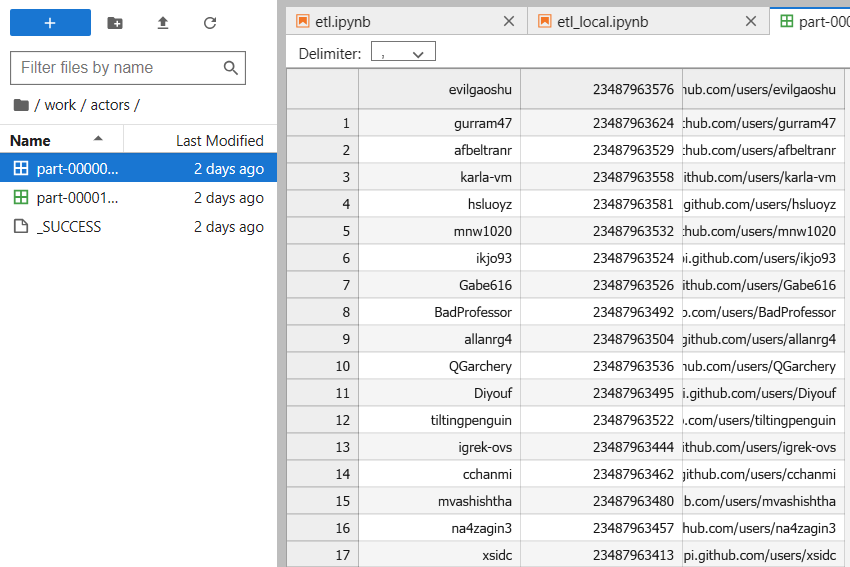 etl.ipynb
etl_local.ipynb
part-000
Delimiter: ,
Filter files by name
/ work / actors /
Name Last Modified
part-00000... 2 days ago
part-00001... 2 days ago
_SUCCESS 2 days ago
evilgaoshu 23487963576 hub.com/users/evilgaoshu
1 gurram47 23487963624 thub.com/users/gurram47
2 afbeltranr 23487963529 thub.com/users/afbeltranr
3 karla-vm 23487963558 github.com/users/karla-vm
4 hsluoyz 23487963581 .github.com/users/hsluoyz
5 mnw1020 23487963532 thub.com/users/mnw1020
6 ikjo93 23487963524 pi.github.com/users/ikjo93
7 Gabe616 23487963526 github.com/users/Gabe616
8 BadProfessor 23487963492 .com/users/BadProfessor
9 allanrg4 23487963504 github.com/users/allanrg4
10 QGarchery 23487963536 hub.com/users/QGarchery
11 Diyouf 23487963495 i.github.com/users/Diyouf
12 tiltingpenguin 23487963522 .com/users/tiltingpenguin
13 igrek-ovs 23487963444 ithub.com/users/igrek-ovs
14 cchanmi 23487963462 github.com/users/cchanmi
15 mvashishtha 23487963480 b.com/users/mvashishtha
16 na4zagin3 23487963457 hub.com/users/na4zagin3
17 xsidc 23487963413 pi.github.com/users/xsidc